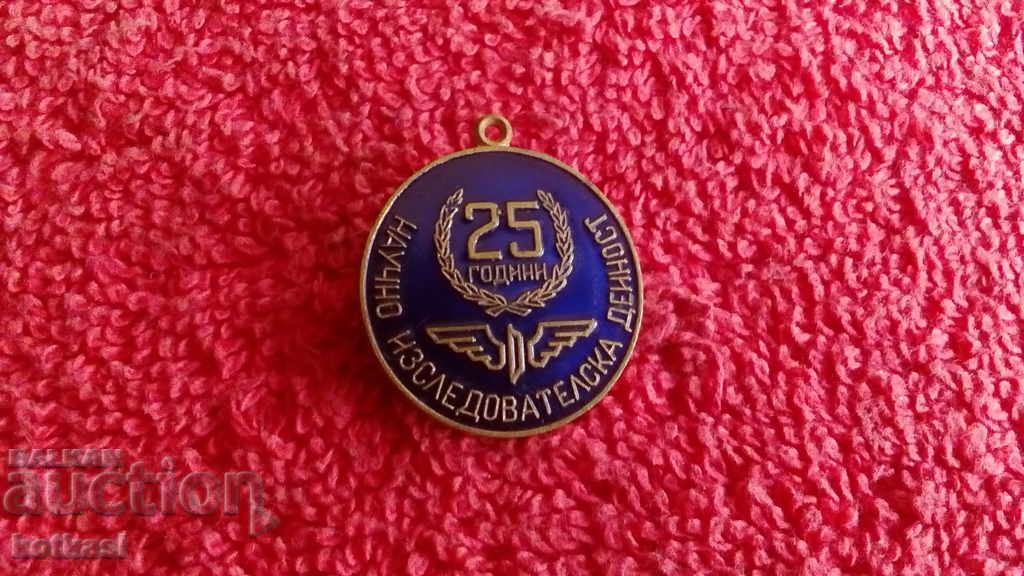 25
ГОДИНИ
НАУЧНО ИЗСЛЕДОВАТЕЛСКА ДЕЙНОСТ
BALKAN
auction
kotkasl